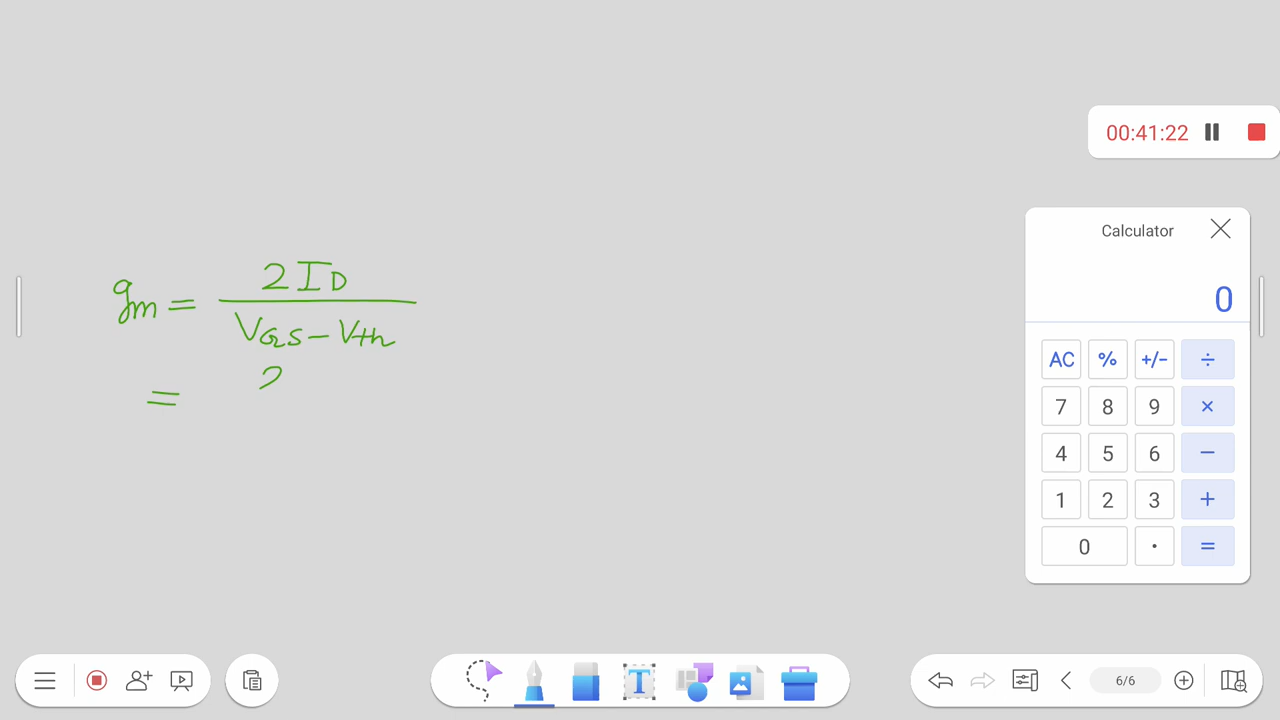 00:41:22
Calculator
0
gm = 2ID
VGS - Vth
= 2
AC % +/- ÷
7 8 9 ×
4 5 6 −
1 2 3 +
0 . =
T
6/6